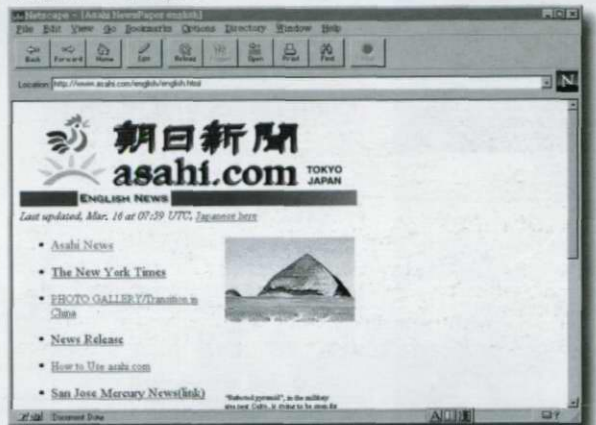 Netscape - [Asahi NewsPaper english]
File Edit View Go Bookmarks Options Directory Window Help
Back Forward Home Edit Reload Open Print Find
Location: http://www.asahi.com/english/english.html
N
朝日新聞
asahi.com TOKYO
JAPAN
ENGLISH NEWS
Last updated, Mar. 16 at 07:39 UTC, Japanese here
• Asahi News
• The New York Times
• PHOTO GALLERY/Transition in
China
• News Release
• How to Use asahi.com
• San Jose Mercury News(link)
in the military
is
Document Done